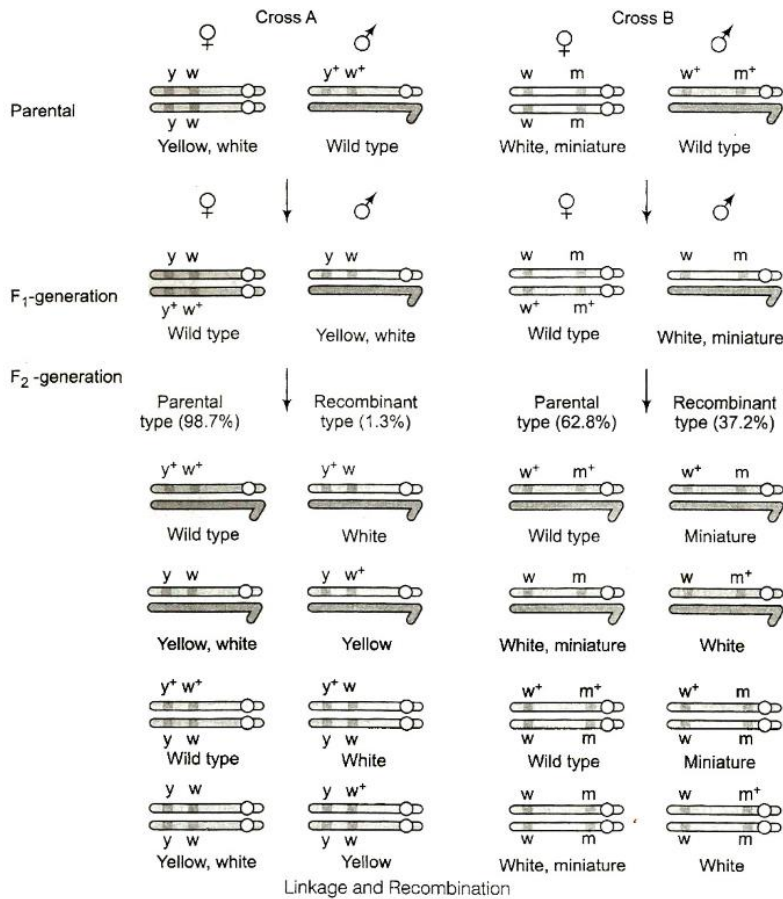 Cross A Cross B
♀ ♂ ♀ ♂
y w y⁺ w⁺ w m w⁺ m⁺
Parental
y w w m
Yellow, white Wild type White, miniature Wild type
♀ ♂ ♀ ♂
y w y w w m w m
F₁-generation
y⁺ w⁺ w⁺ m⁺
Wild type Yellow, white Wild type White, miniature
F₂ -generation
Parental Recombinant Parental Recombinant
type (98.7%) type (1.3%) type (62.8%) type (37.2%)
y⁺ w⁺ y⁺ w w⁺ m⁺ w⁺ m
Wild type White Wild type Miniature
y w y w⁺ w m w m⁺
Yellow, white Yellow White, miniature White
y⁺ w⁺ y⁺ w w⁺ m⁺ w⁺ m
y w y w w m w m
Wild type White Wild type Miniature
y w y w⁺ w m w m⁺
y w y w w m w m
Yellow, white Yellow White, miniature White
Linkage and Recombination